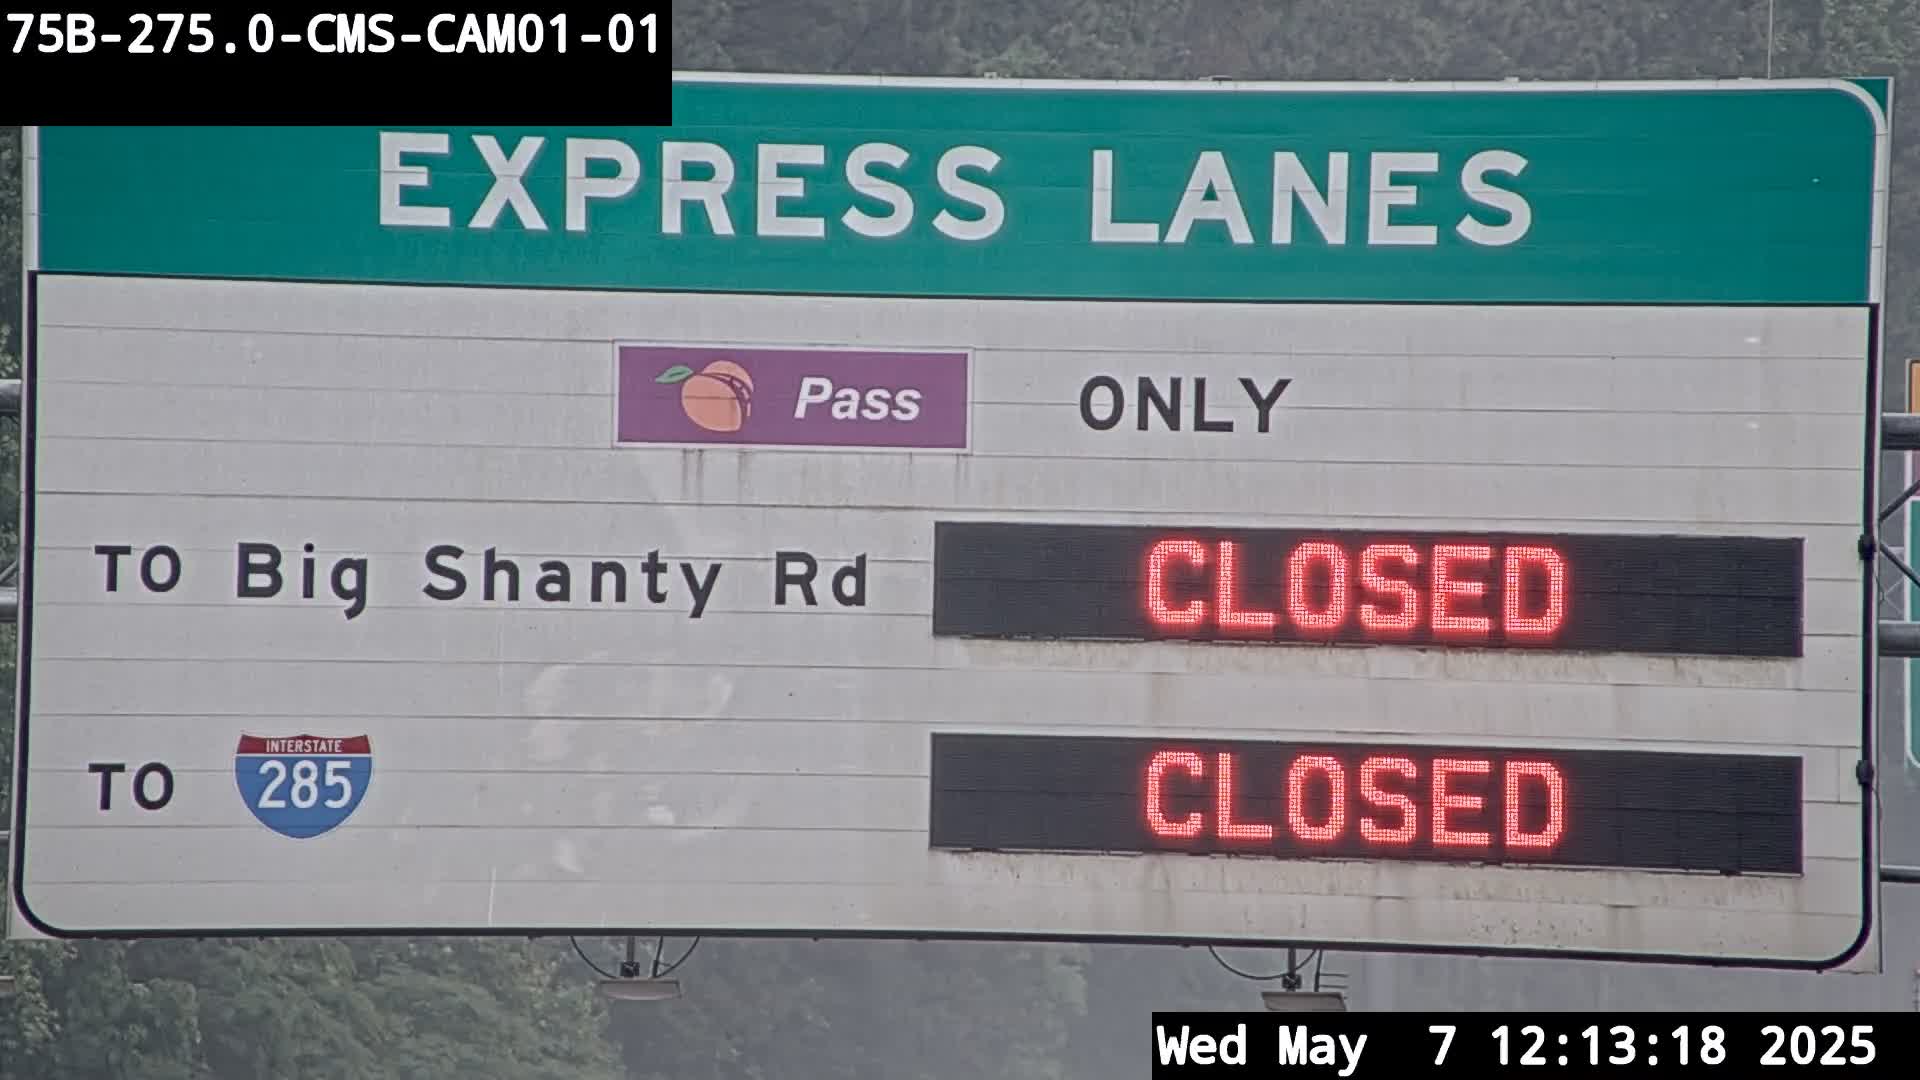 75B-275.0-CMS-CAM01-01
EXPRESS LANES
Pass ONLY
TO Big Shanty Rd CLOSED
TO INTERSTATE 285 CLOSED
Wed May 7 12:13:18 2025